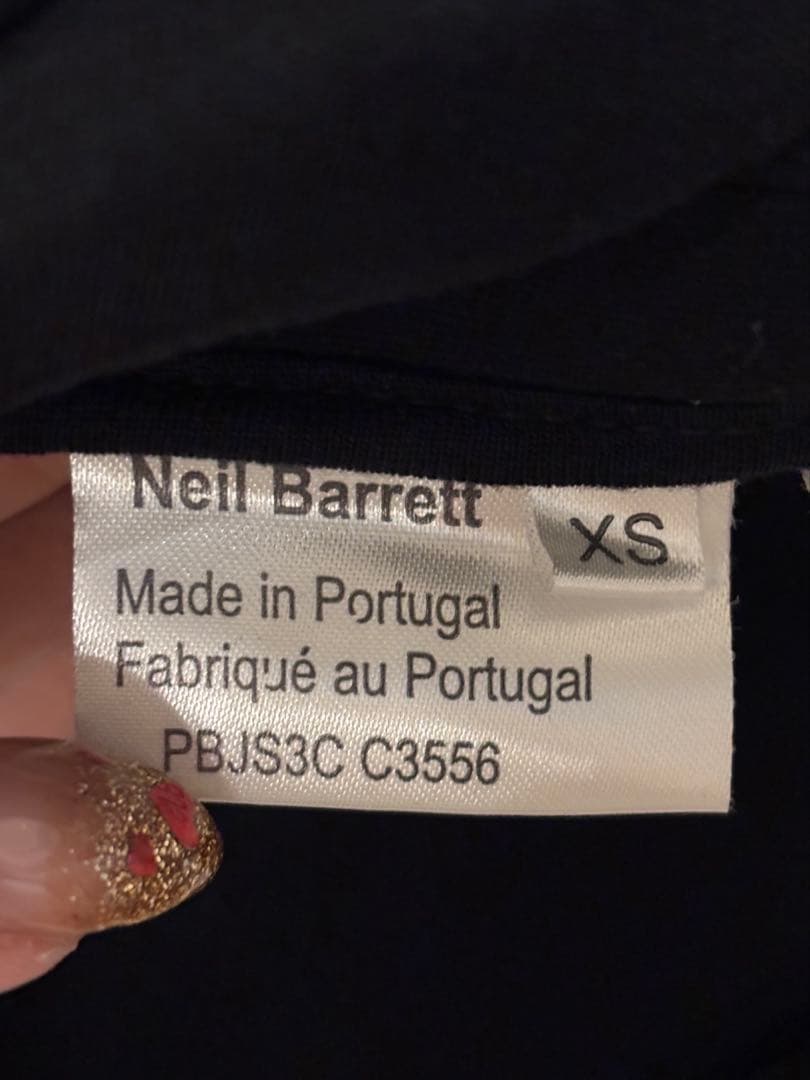 Neil Barrett
XS
Made in Portugal
Fabriqué au Portugal
PBJS3C C3556